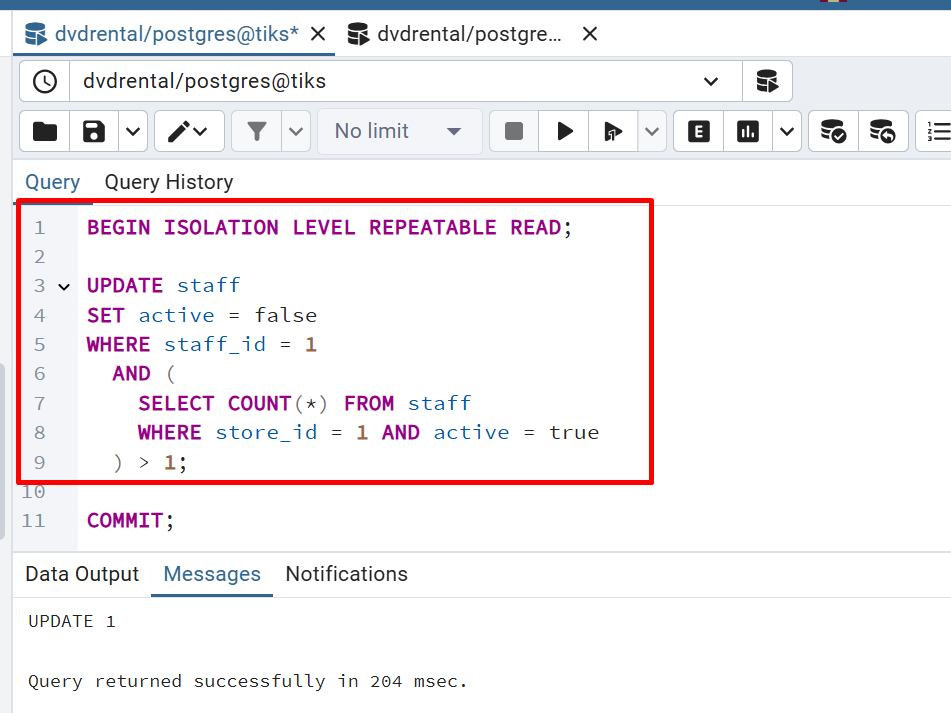 dvdrental/postgres@tiks*
dvdrental/postgre...
dvdrental/postgres@tiks
No limit
E
Query
Query History
1 BEGIN ISOLATION LEVEL REPEATABLE READ;
2
3 UPDATE staff
4 SET active = false
5 WHERE staff_id = 1
6 AND (
7 SELECT COUNT(*) FROM staff
8 WHERE store_id = 1 AND active = true
9 ) > 1;
10
11 COMMIT;
Data Output
Messages
Notifications
UPDATE 1
Query returned successfully in 204 msec.